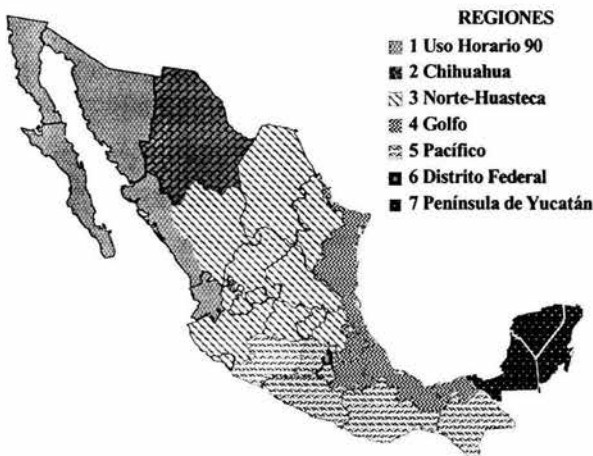 REGIONES
1 Uso Horario 90
2 Chihuahua
3 Norte-Huasteca
4 Golfo
5 Pacífico
6 Distrito Federal
7 Península de Yucatán